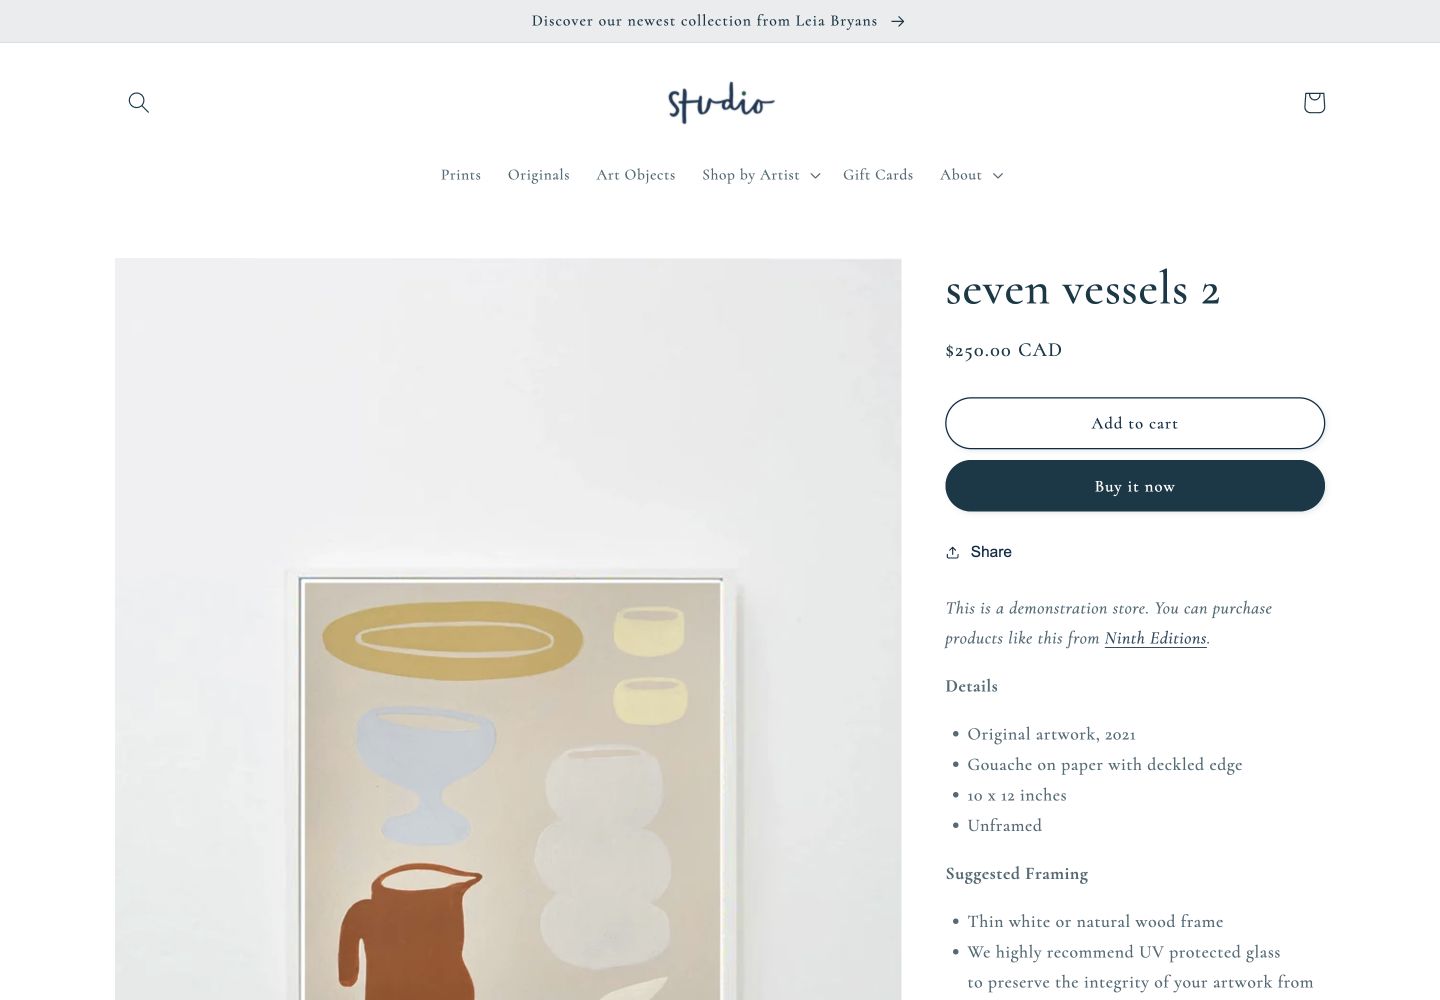 Discover our newest collection from Leia Bryans
studio
Prints Originals Art Objects Shop by Artist Gift Cards About
seven vessels 2
$250.00 CAD
Add to cart
Buy it now
Share
This is a demonstration store. You can purchase
products like this from Ninth Editions.
Details
Original artwork, 2021
Gouache on paper with deckled edge
10 x 12 inches
Unframed
Suggested Framing
Thin white or natural wood frame
We highly recommend UV protected glass
to preserve the integrity of your artwork from